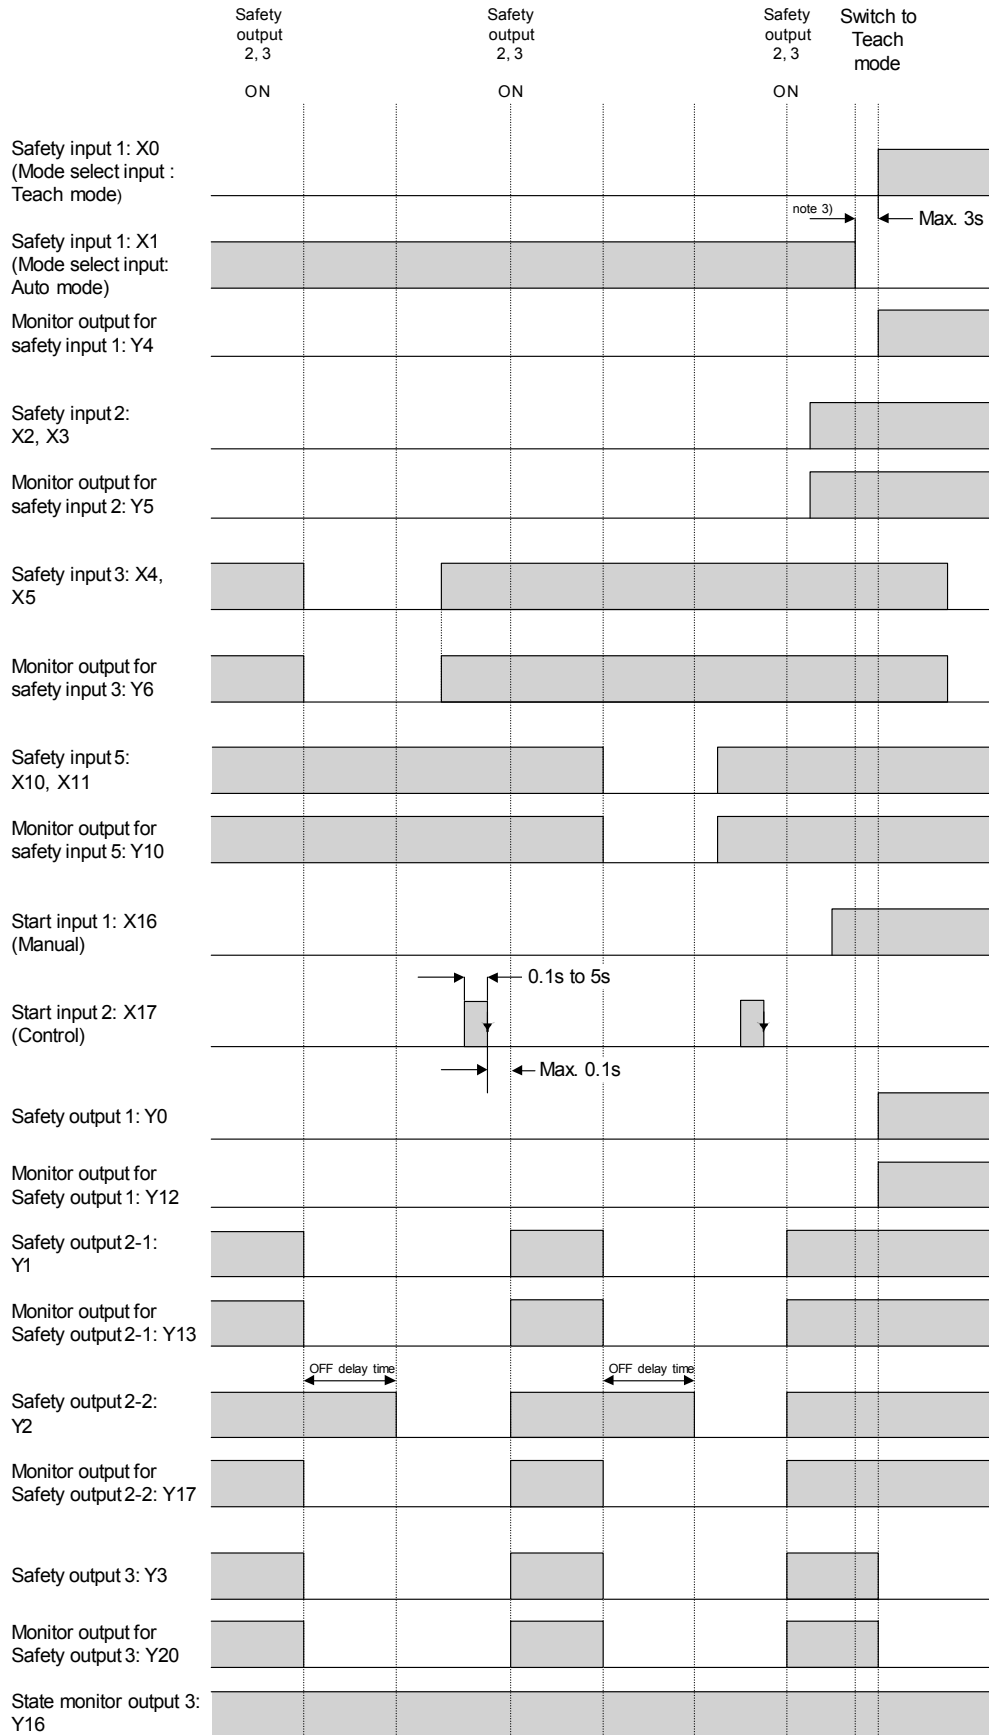 Safety
output
2, 3
ON
Safety
output
2, 3
ON
Safety
output
2, 3
ON
Switch to
Teach
mode
Safety input 1: X0
(Mode select input :
Teach mode)
note 3)
Max. 3s
Safety input 1: X1
(Mode select input:
Auto mode)
Monitor output for
safety input 1: Y4
Safety input 2:
X2, X3
Monitor output for
safety input 2: Y5
Safety input 3: X4,
X5
Monitor output for
safety input 3: Y6
Safety input 5:
X10, X11
Monitor output for
safety input 5: Y10
Start input 1: X16
(Manual)
0.1s to 5s
Start input 2: X17
(Control)
Max. 0.1s
Safety output 1: Y0
Monitor output for
Safety output 1: Y12
Safety output 2-1:
Y1
Monitor output for
Safety output 2-1: Y13
OFF delay time
OFF delay time
Safety output 2-2:
Y2
Monitor output for
Safety output 2-2: Y17
Safety output 3: Y3
Monitor output for
Safety output 3: Y20
State monitor output 3:
Y16